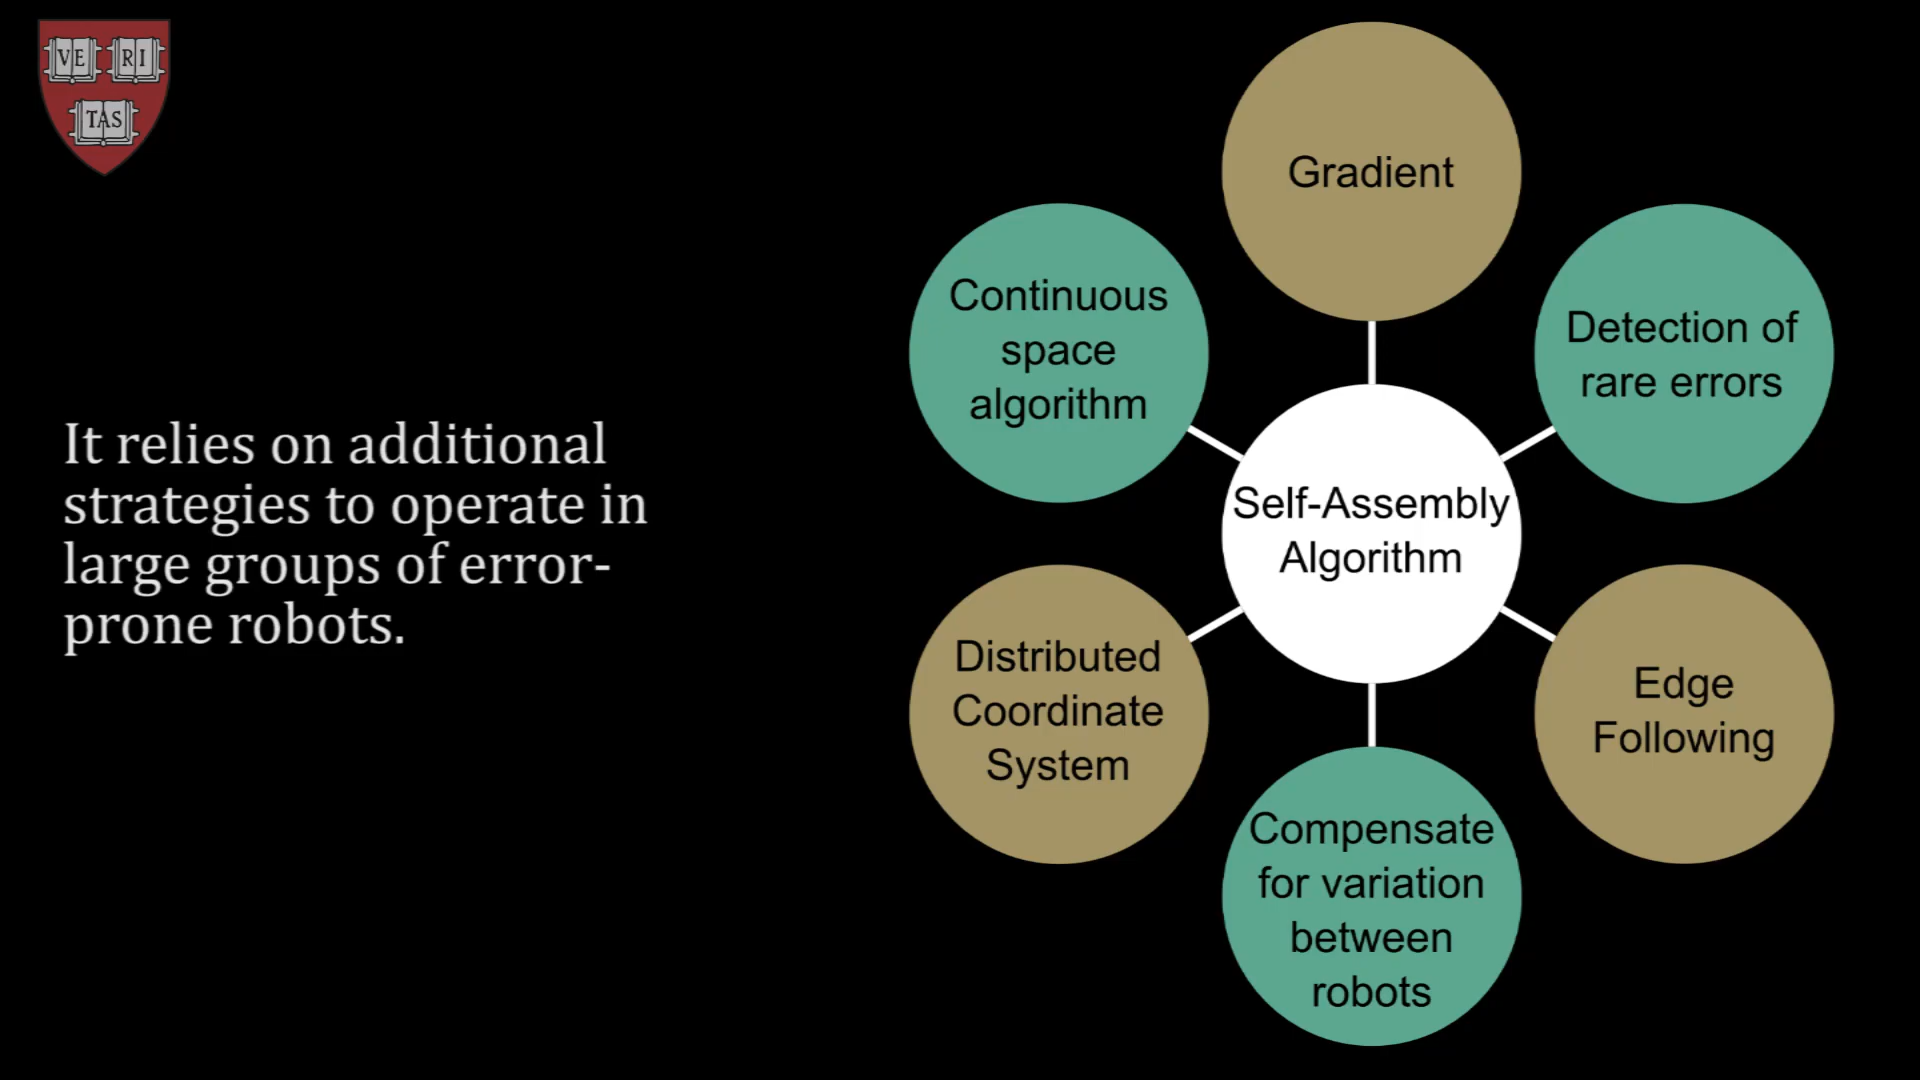 VE RI
TAS
It relies on additional
strategies to operate in
large groups of error-
prone robots.
Gradient
Continuous
space
algorithm
Detection of
rare errors
Self-Assembly
Algorithm
Distributed
Coordinate
System
Edge
Following
Compensate
for variation
between
robots